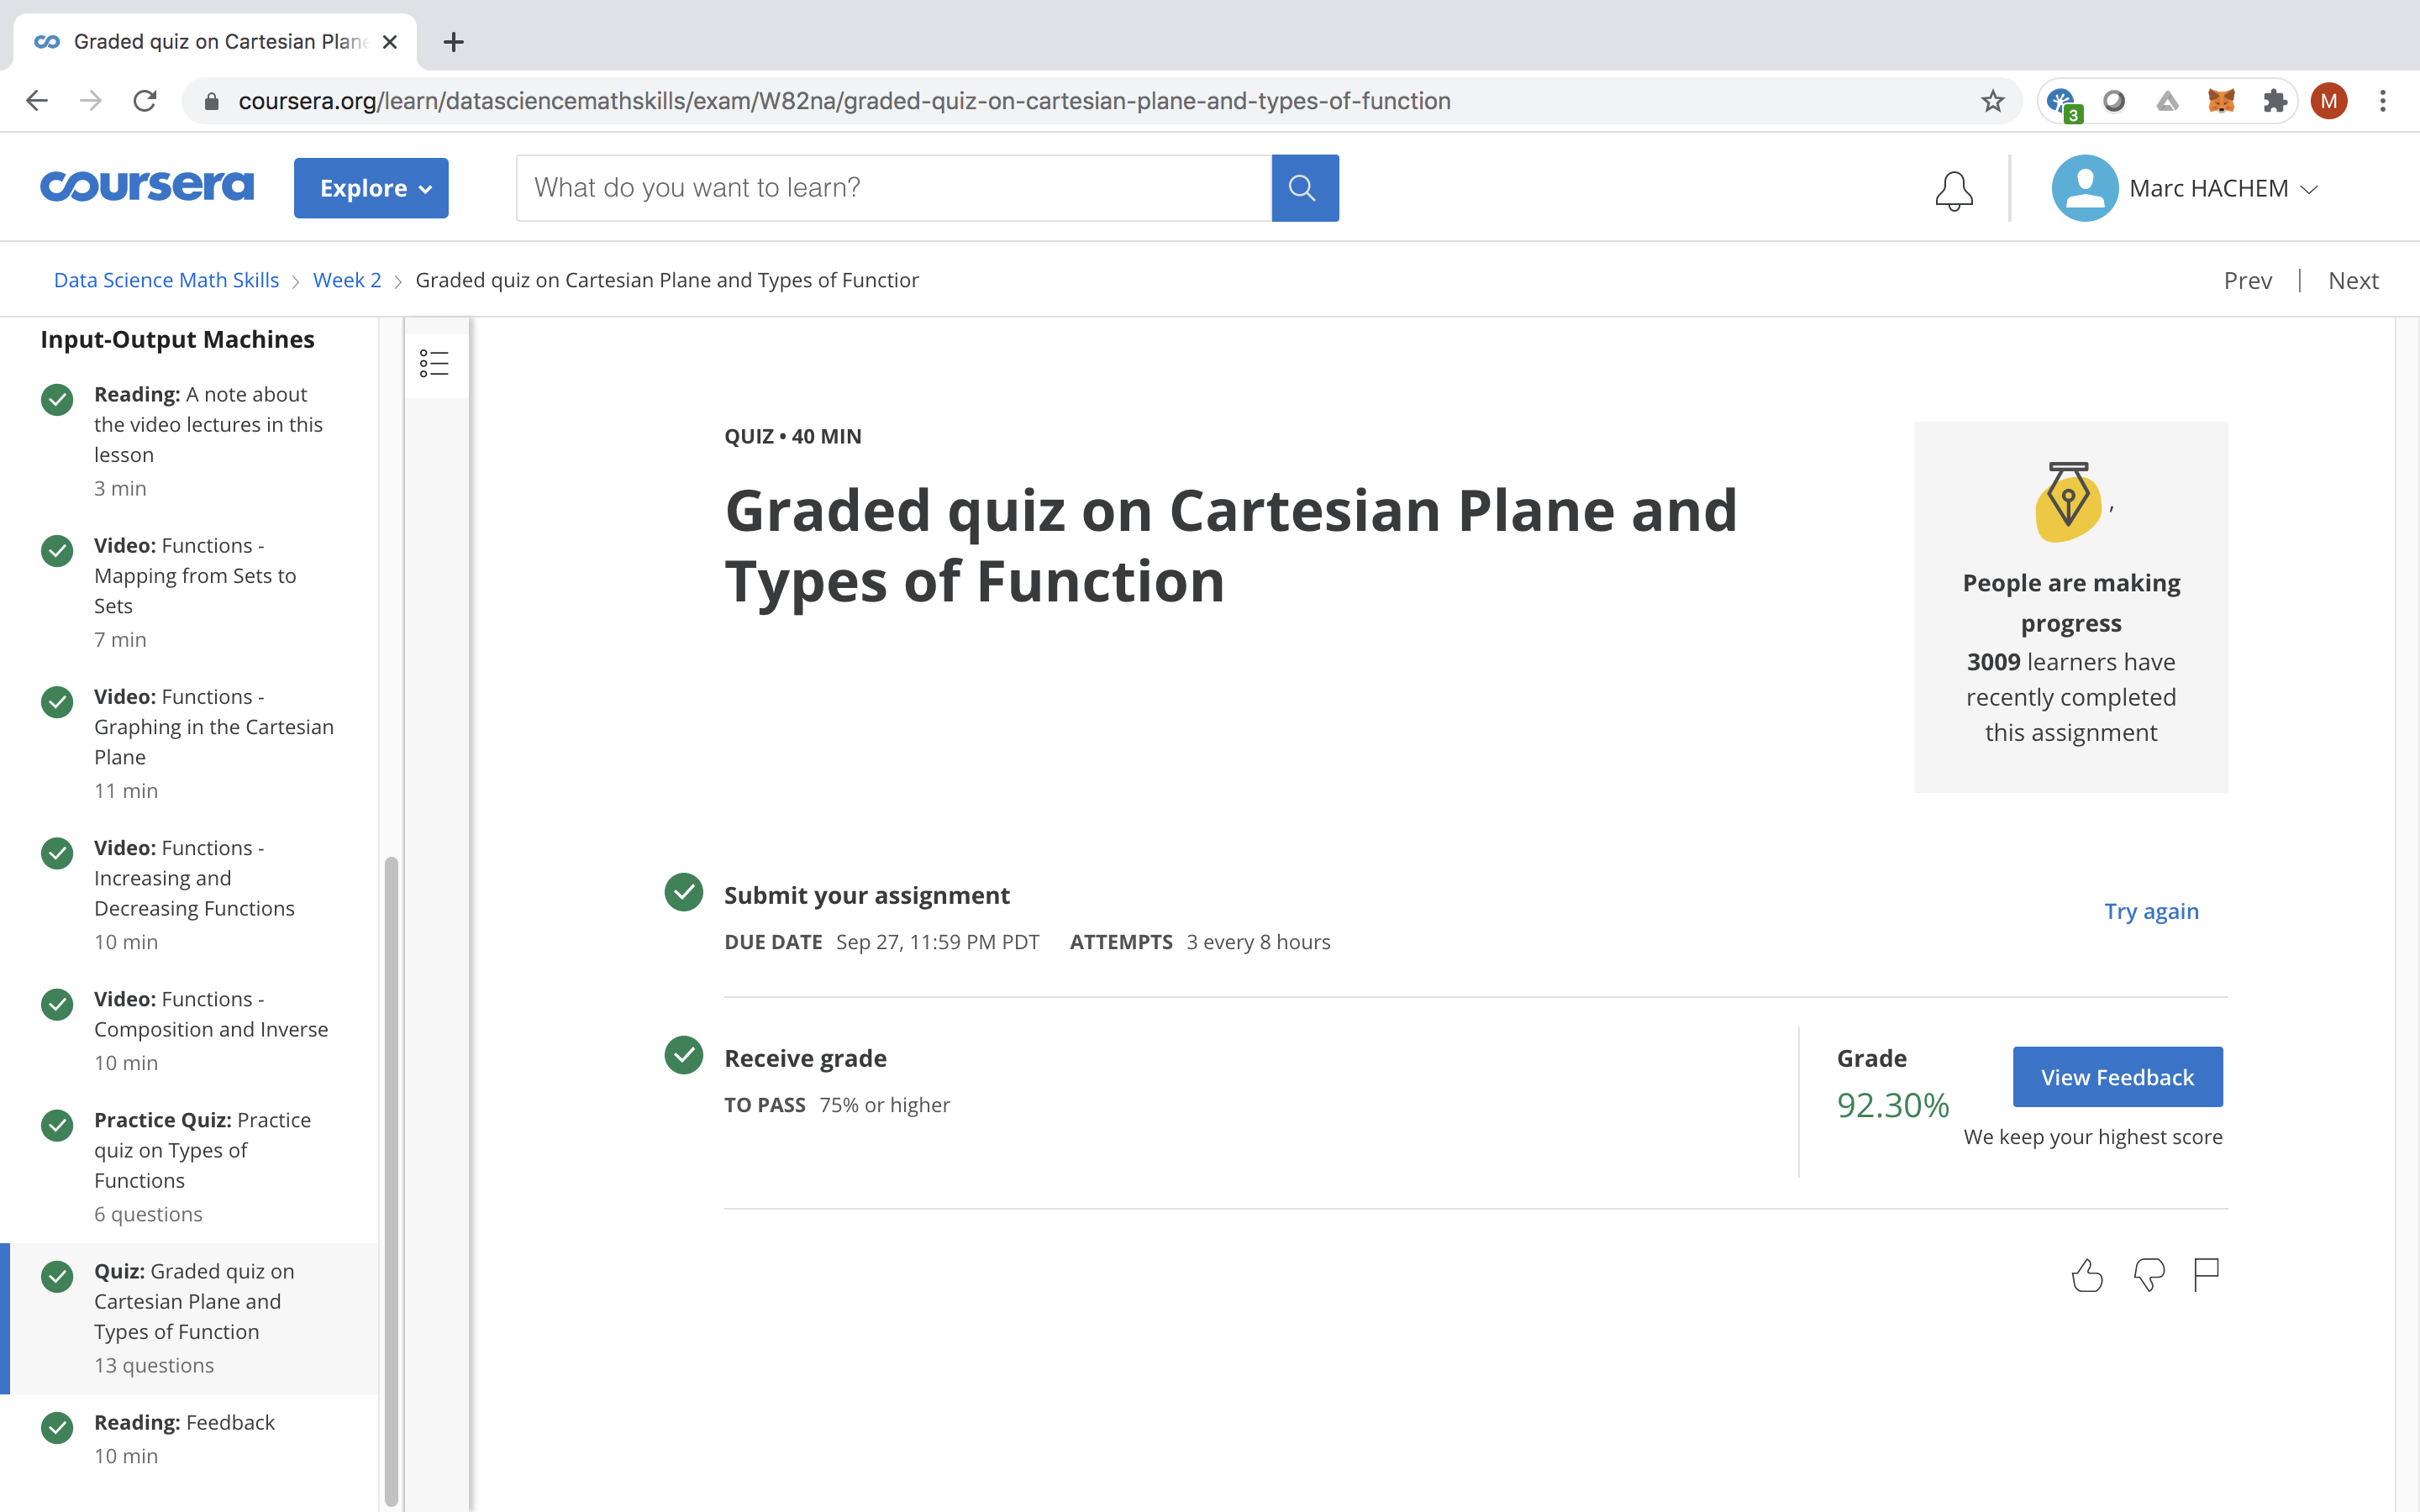 Graded quiz on Cartesian Plan
coursera.org/learn/datasciencemathskills/exam/W82na/graded-quiz-on-cartesian-plane-and-types-of-function
3
M
coursera
Explore
What do you want to learn?
Marc HACHEM
Data Science Math Skills
Week 2
Graded quiz on Cartesian Plane and Types of Function
Prev | Next
Input-Output Machines
Reading: A note about
the video lectures in this
lesson
3 min
Video: Functions -
Mapping from Sets to
Sets
7 min
Video: Functions -
Graphing in the Cartesian
Plane
11 min
Video: Functions -
Increasing and
Decreasing Functions
10 min
Video: Functions -
Composition and Inverse
10 min
Practice Quiz: Practice
quiz on Types of
Functions
6 questions
Quiz: Graded quiz on
Cartesian Plane and
Types of Function
13 questions
Reading: Feedback
10 min
QUIZ • 40 MIN
Graded quiz on Cartesian Plane and
Types of Function
,
People are making
progress
3009 learners have
recently completed
this assignment
Submit your assignment
DUE DATE Sep 27, 11:59 PM PDT ATTEMPTS 3 every 8 hours
Try again
Receive grade
TO PASS 75% or higher
Grade
92.30%
View Feedback
We keep your highest score